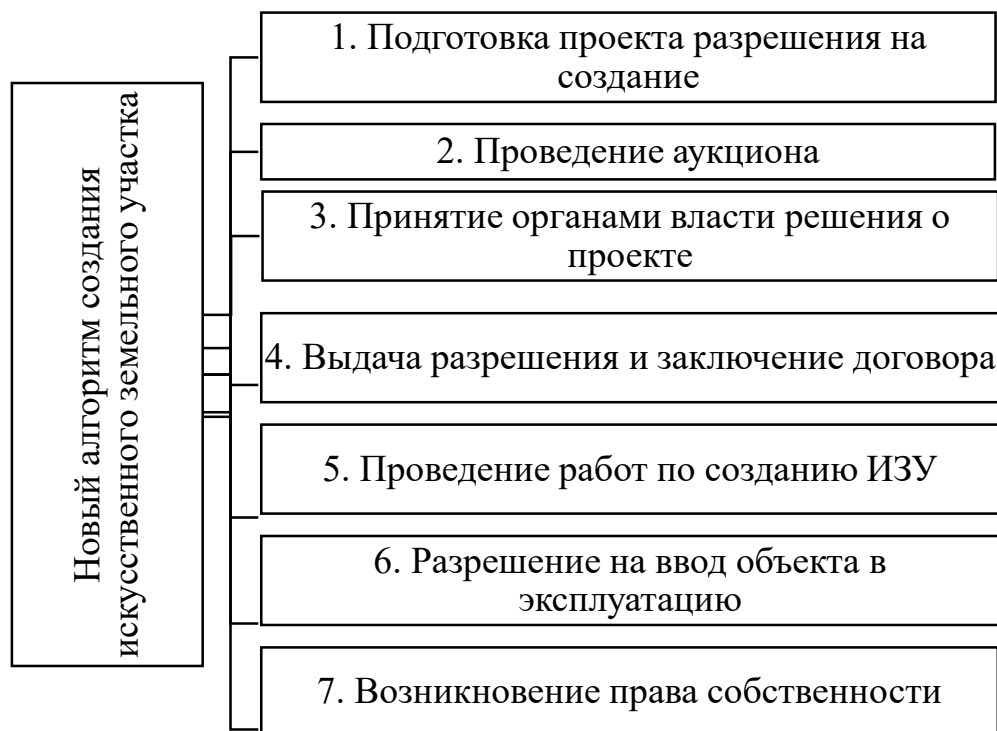 Новый алгоритм создания
искусственного земельного участка
1. Подготовка проекта разрешения на
создание
2. Проведение аукциона
3. Принятие органами власти решения о
проекте
4. Выдача разрешения и заключение договора
5. Проведение работ по созданию ИЗУ
6. Разрешение на ввод объекта в
эксплуатацию
7. Возникновение права собственности